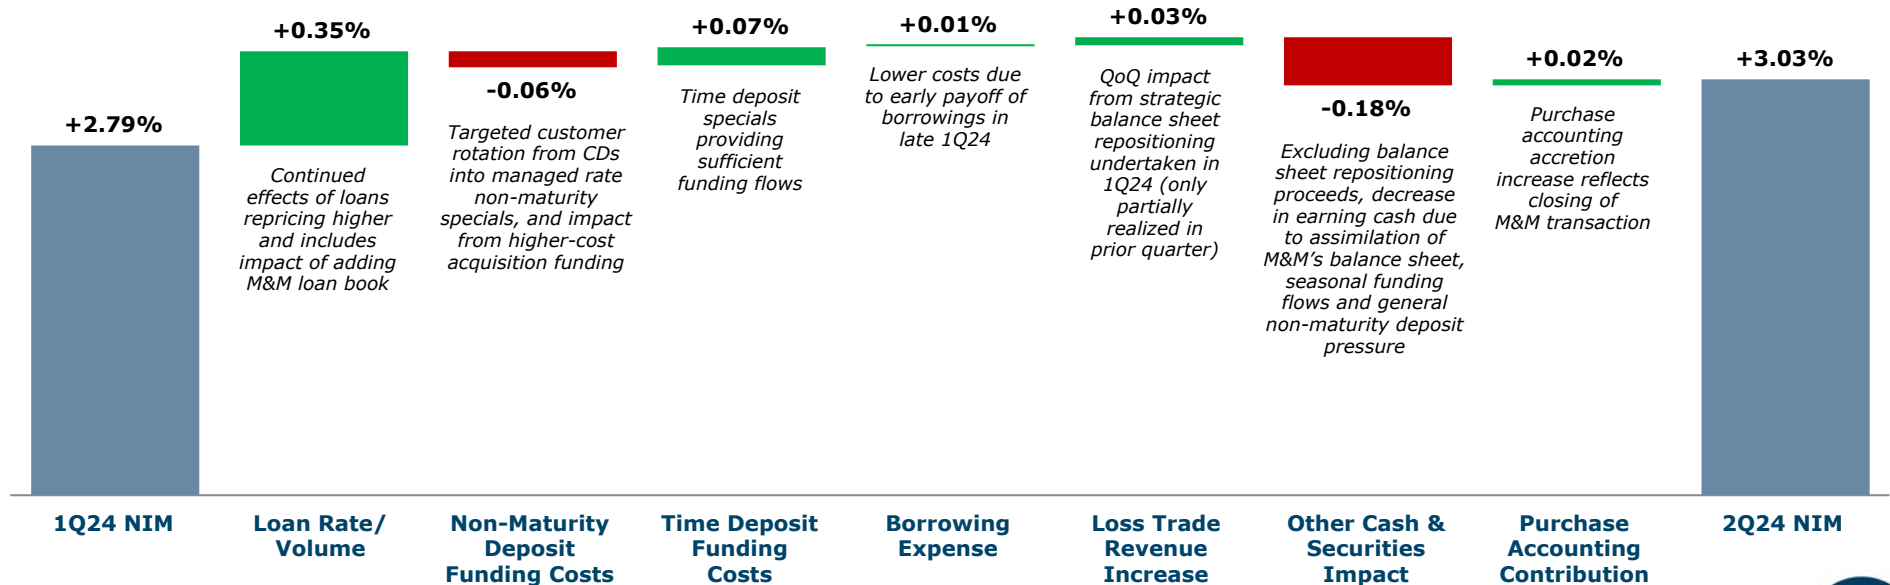 +2.79%
1Q24 NIM
+0.35%
Continued
effects of loans
repricing higher
and includes
impact of adding
M&M loan book
Loan Rate/
Volume
-0.06%
Targeted customer
rotation from CDs
into managed rate
non-maturity
specials, and impact
from higher-cost
acquisition funding
Non-Maturity
Deposit
Funding Costs
+0.07%
Time deposit
specials
providing
sufficient
funding flows
Time Deposit
Funding
Costs
+0.01%
Lower costs due
to early payoff of
borrowings in
late 1Q24
Borrowing
Expense
+0.03%
QoQ impact
from strategic
balance sheet
repositioning
undertaken in
1Q24 (only
partially
realized in
prior quarter)
Loss Trade
Revenue
Increase
-0.18%
Excluding balance
sheet repositioning
proceeds, decrease
in earning cash due
to assimilation of
M&M’s balance sheet,
seasonal funding
flows and general
non-maturity deposit
pressure
Other Cash &
Securities
Impact
+0.02%
Purchase
accounting
accretion
increase reflects
closing of
M&M transaction
Purchase
Accounting
Contribution
+3.03%
2Q24 NIM